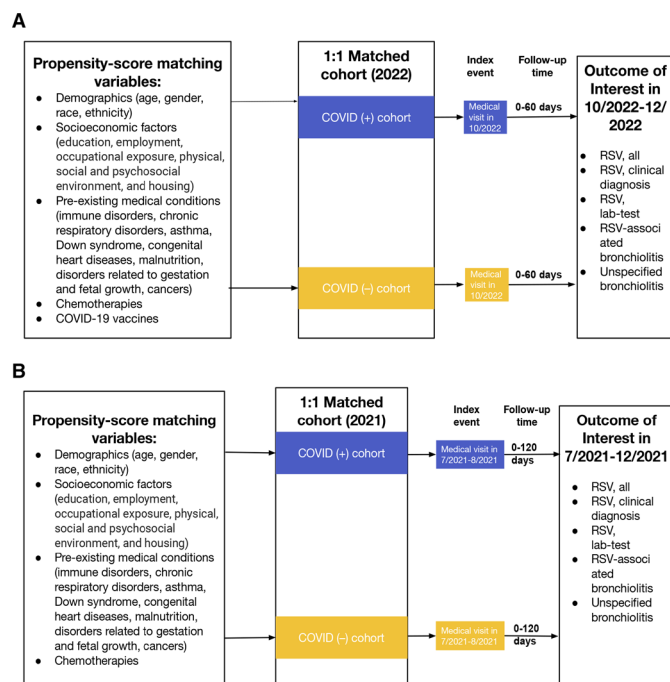 A
Propensity-score matching
variables:
● Demographics (age, gender,
race, ethnicity)
● Socioeconomic factors
(education, employment,
occupational exposure, physical,
social and psychosocial
environment, and housing)
● Pre-existing medical conditions
(immune disorders, chronic
respiratory disorders, asthma,
Down syndrome, congenital
heart diseases, malnutrition,
disorders related to gestation
and fetal growth, cancers)
● Chemotherapies
● COVID-19 vaccines
1:1 Matched
cohort (2022)
COVID (+) cohort
COVID (–) cohort
Index
event
Medical
visit in
10/2022
Medical
visit in
10/2022
Follow-up
time
0-60 days
0-60 days
Outcome of
Interest in
10/2022-12/
2022
● RSV, all
● RSV, clinical
diagnosis
● RSV,
lab-test
● RSV-associ
ated
bronchiolitis
● Unspecified
bronchiolitis
B
Propensity-score matching
variables:
● Demographics (age, gender,
race, ethnicity)
● Socioeconomic factors
(education, employment,
occupational exposure, physical,
social and psychosocial
environment, and housing)
● Pre-existing medical conditions
(immune disorders, chronic
respiratory disorders, asthma,
Down syndrome, congenital
heart diseases, malnutrition,
disorders related to gestation
and fetal growth, cancers)
● Chemotherapies
1:1 Matched
cohort (2021)
COVID (+) cohort
COVID (–) cohort
Index
event
Medical visit in
7/2021-8/2021
Medical visit in
7/2021-8/2021
Follow-up
time
0-120
days
0-120
days
Outcome of
Interest in
7/2021-12/2021
● RSV, all
● RSV, clinical
diagnosis
● RSV,
lab-test
● RSV-associ
ated
bronchiolitis
● Unspecified
bronchiolitis